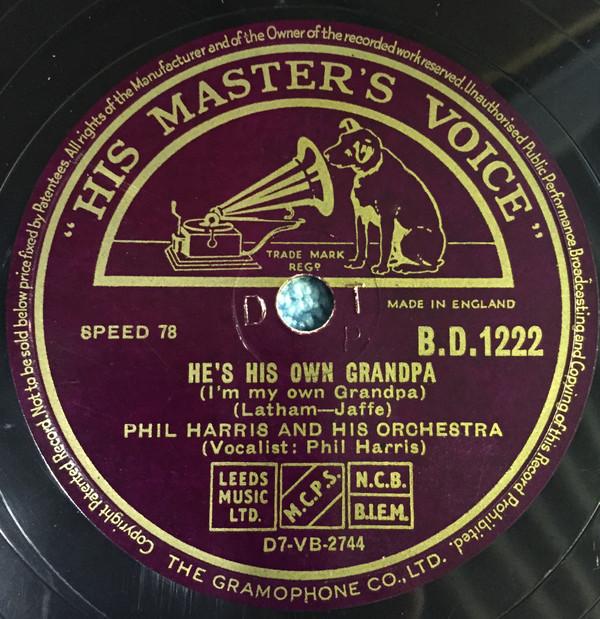 Copyright Patented Record. Not to be sold below price fixed by Patentees. All rights of the Manufacturer and of the Owner of the recorded work reserved. Unauthorised Public Performance, Broadcasting and Copying of this Record Prohibited.
"HIS MASTER'S VOICE"
TRADE MARK
REGD
MADE IN ENGLAND
D T
SPEED 78
B.D.1222
HE'S HIS OWN GRANDPA
(I'm my own Grandpa)
(Latham—Jaffe)
PHIL HARRIS AND HIS ORCHESTRA
(Vocalist: Phil Harris)
LEEDS
MUSIC
LTD.
M.C.P.S.
N.C.B.
B.I.E.M.
D7-VB-2744
THE GRAMOPHONE CO., LTD.